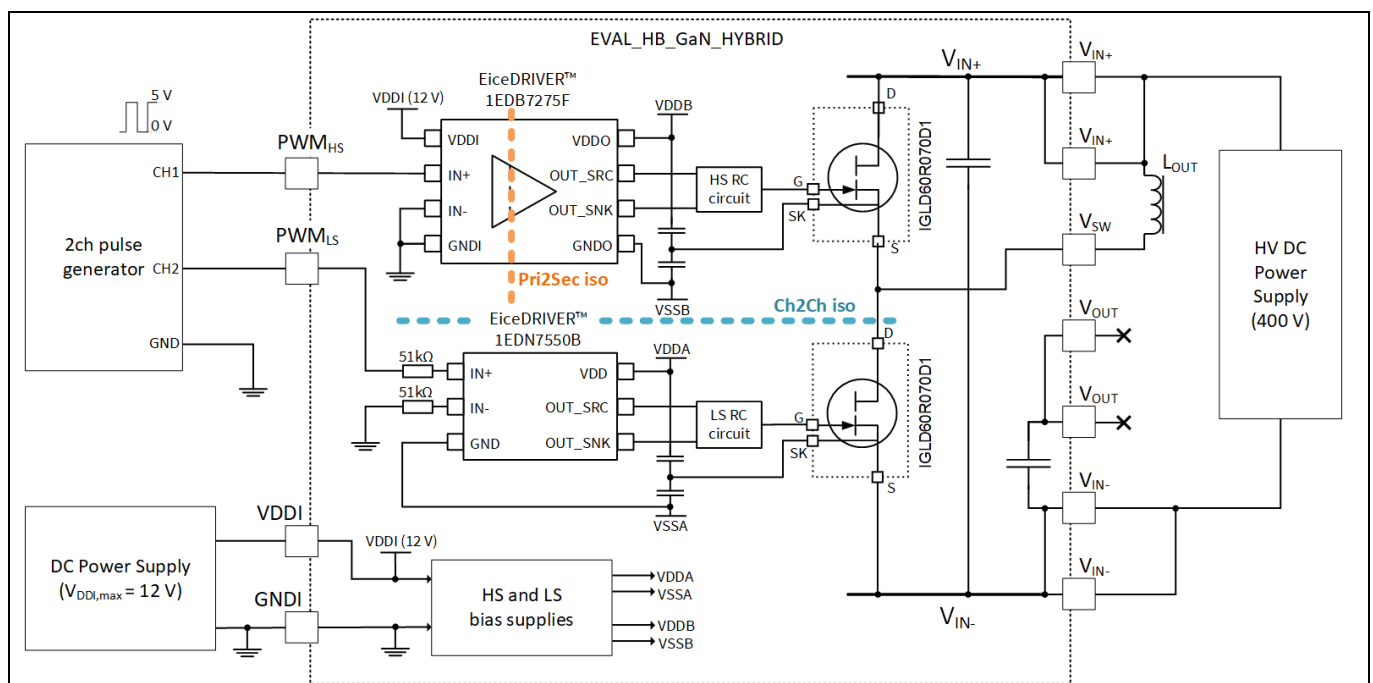 EVAL_HB_GaN_HYBRID
5 V
0 V
2ch pulse
generator
CH1
CH2
GND
PWMHS
PWMLS
VDDI (12 V)
EiceDRIVER™
1EDB7275F
VDDI
IN+
IN-
GNDI
VDDO
OUT_SRC
OUT_SNK
GNDO
VDDB
VSSB
HS RC
circuit
G
SK
D
S
IGLD60R070D1
Pri2Sec iso
Ch2Ch iso
EiceDRIVER™
1EDN7550B
51kΩ
51kΩ
IN+
IN-
GND
VDD
OUT_SRC
OUT_SNK
VDDA
VSSA
LS RC
circuit
G
SK
D
S
IGLD60R070D1
VIN+
VIN-
VIN+
VIN+
LOUT
VSW
VOUT
VOUT
VIN-
VIN-
HV DC
Power
Supply
(400 V)
DC Power Supply
(VDDI,max = 12 V)
VDDI
GNDI
VDDI (12 V)
HS and LS
bias supplies
VDDA
VSSA
VDDB
VSSB